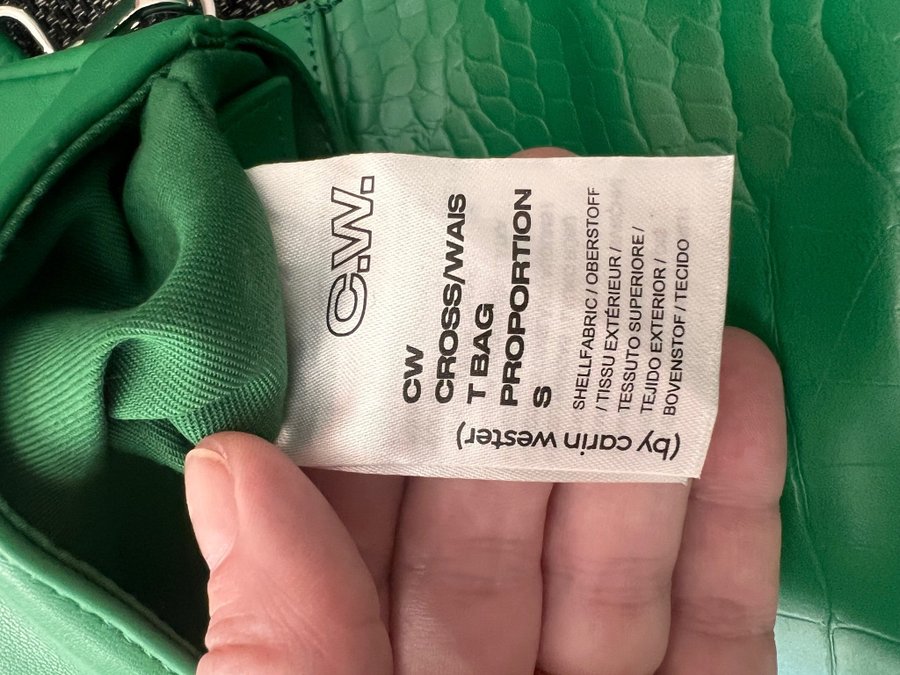 C.W.
CW
CROSS/WAIS
T BAG
PROPORTION
S
SHELLFABRIC / OBERSTOFF
/ TISSU EXTÉRIEUR /
TESSUTO SUPERIORE /
TEJIDO EXTERIOR /
BOVENSTOF / TECIDO
(by carin wester)